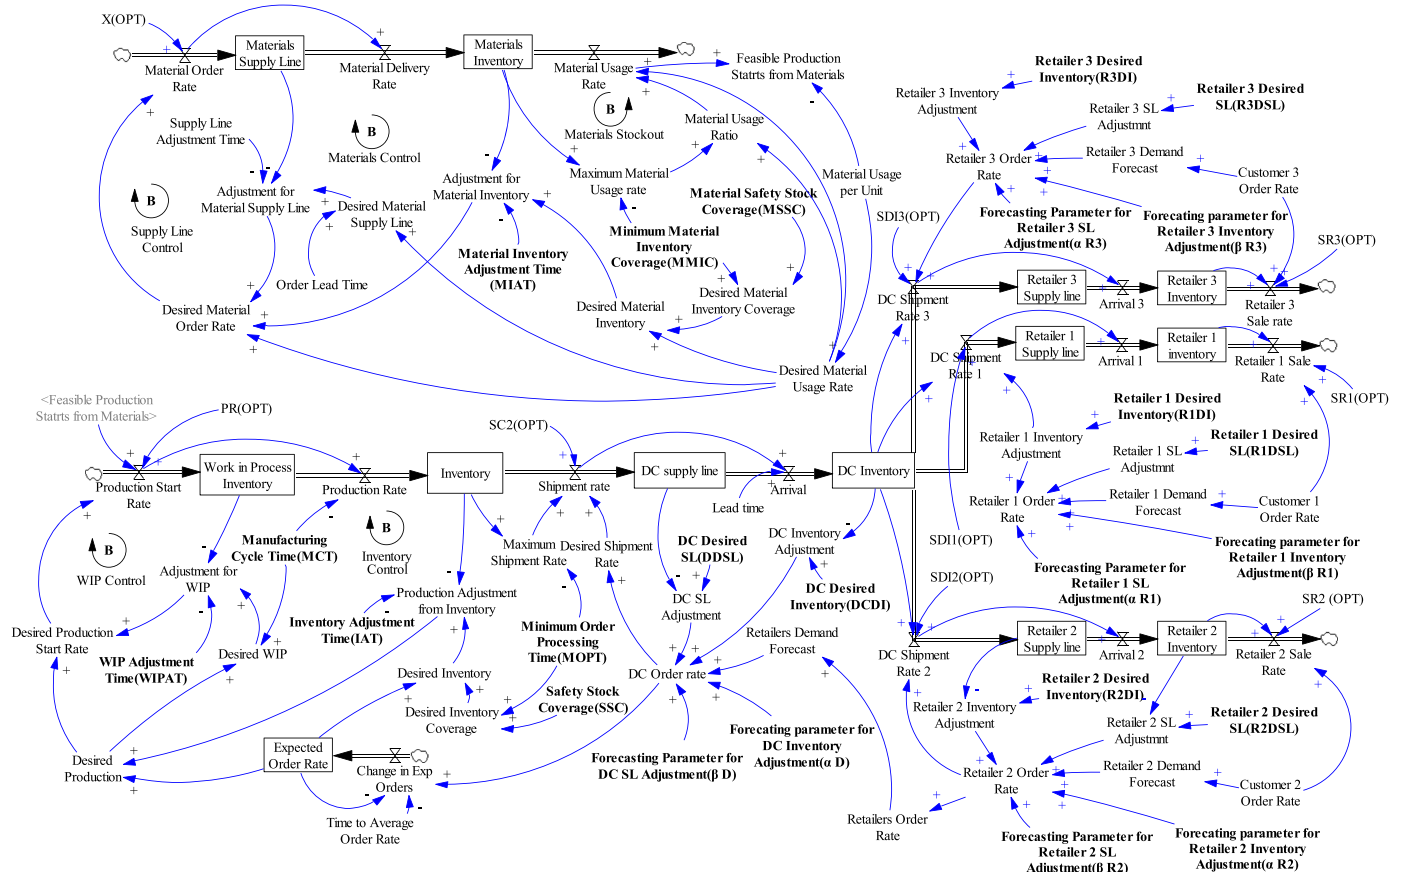 X(OPT)
Material Order
Rate
Materials
Supply Line
Material Delivery
Rate
Materials
Inventory
Material Usage
Rate
Feasible Production
Statrts from Materials
B
Materials Stockout
Material Usage
Ratio
Supply Line
Adjustment Time
B
Materials Control
Adjustment for
Material Supply Line
Desired Material
Supply Line
Adjustment for
Material Inventory
Maximum Material
Usage rate
Material Usage
per Unit
B
Supply Line
Control
Material Safety Stock
Coverage(MSSC)
Material Inventory
Adjustment Time
(MIAT)
Minimum Material
Inventory
Coverage(MMIC)
Order Lead Time
Desired Material
Order Rate
Desired Material
Inventory
Desired Material
Inventory Coverage
Desired Material
Usage Rate
Retailer 3 Desired
Inventory(R3DI)
Retailer 3 Inventory
Adjustment
Retailer 3 Desired
SL(R3DSL)
Retailer 3 SL
Adjustmnt
Retailer 3 Order
Rate
Retailer 3 Demand
Forecast
Customer 3
Order Rate
SDI3(OPT)
Forecasting Parameter for
Retailer 3 SL
Adjustment(α R3)
Forecating parameter for
Retailer 3 Inventory
Adjustment(β R3)
SR3(OPT)
DC Shipment
Rate 3
Retailer 3
Supply line
Arrival 3
Retailer 3
Inventory
Retailer 3
Sale rate
DC Shipment
Rate 1
Retailer 1
Supply line
Arrival 1
Retailer 1
inventory
Retailer 1 Sale
Rate
SR1(OPT)
Retailer 1 Desired
Inventory(R1DI)
Retailer 1 Inventory
Adjustment
Retailer 1 Desired
SL(R1DSL)
Retailer 1 SL
Adjustmnt
Retailer 1 Order
Rate
Retailer 1 Demand
Forecast
Customer 1
Order Rate
SDI1(OPT)
Forecasting Parameter for
Retailer 1 SL
Adjustment(α R1)
Forecating parameter for
Retailer 1 Inventory
Adjustment(β R1)
<Feasible Production
Statrts from Materials>
PR(OPT)
Production Start
Rate
Work in Process
Inventory
Production Rate
Inventory
SC2(OPT)
Shipment rate
DC supply line
Lead time
Arrival
DC Inventory
B
WIP Control
Manufacturing
Cycle Time(MCT)
B
Inventory
Control
Maximum
Shipment Rate
Desired Shipment
Rate
DC Desired
SL(DDSL)
DC Inventory
Adjustment
Adjustment for
WIP
Production Adjustment
from Inventory
DC SL
Adjustment
DC Desired
Inventory(DCDI)
Desired Production
Start Rate
WIP Adjustment
Time(WIPAT)
Desired WIP
Inventory Adjustment
Time(IAT)
Minimum Order
Processing
Time(MOPT)
Retailers Demand
Forecast
Desired Inventory
DC Order rate
Safety Stock
Coverage(SSC)
Desired Inventory
Coverage
Desired
Production
Expected
Order Rate
Change in Exp
Orders
Time to Average
Order Rate
Forecasting Parameter for
DC SL Adjustment(β D)
Forecating parameter for
DC Inventory
Adjustment(α D)
SDI2(OPT)
DC Shipment
Rate 2
Retailer 2
Supply line
Arrival 2
Retailer 2
Inventory
SR2 (OPT)
Retailer 2 Sale
Rate
Retailer 2 Desired
Inventory(R2DI)
Retailer 2 Inventory
Adjustment
Retailer 2 SL
Adjustmnt
Retailer 2 Desired
SL(R2DSL)
Retailer 2 Order
Rate
Retailer 2 Demand
Forecast
Customer 2
Order Rate
Retailers Order
Rate
Forecasting Parameter for
Retailer 2 SL
Adjustment(β R2)
Forecating parameter for
Retailer 2 Inventory
Adjustment(α R2)